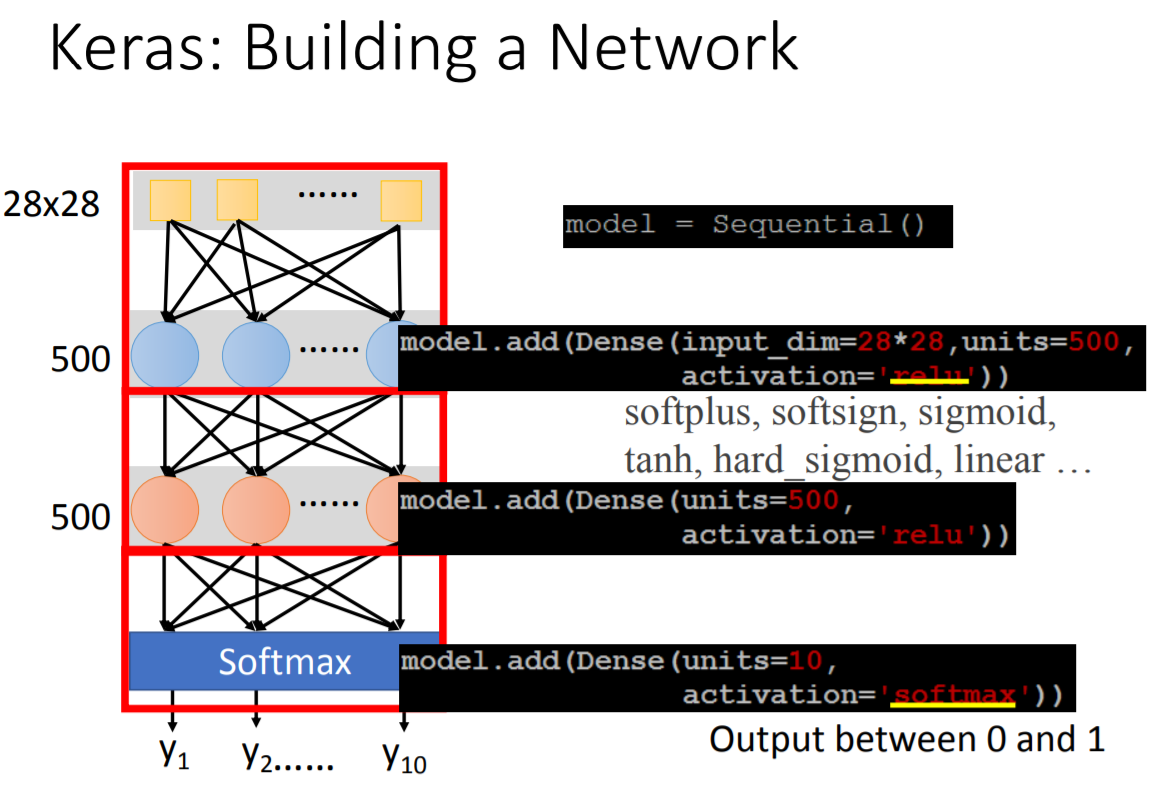 Keras: Building a Network
28x28
......
model = Sequential()
500
......
model.add(Dense(input_dim=28*28,units=500,
activation='relu'))
softplus, softsign, sigmoid,
tanh, hard_sigmoid, linear ...
500
......
model.add(Dense(units=500,
activation='relu'))
Softmax
model.add(Dense(units=10,
activation='softmax'))
y1 y2...... y10
Output between 0 and 1